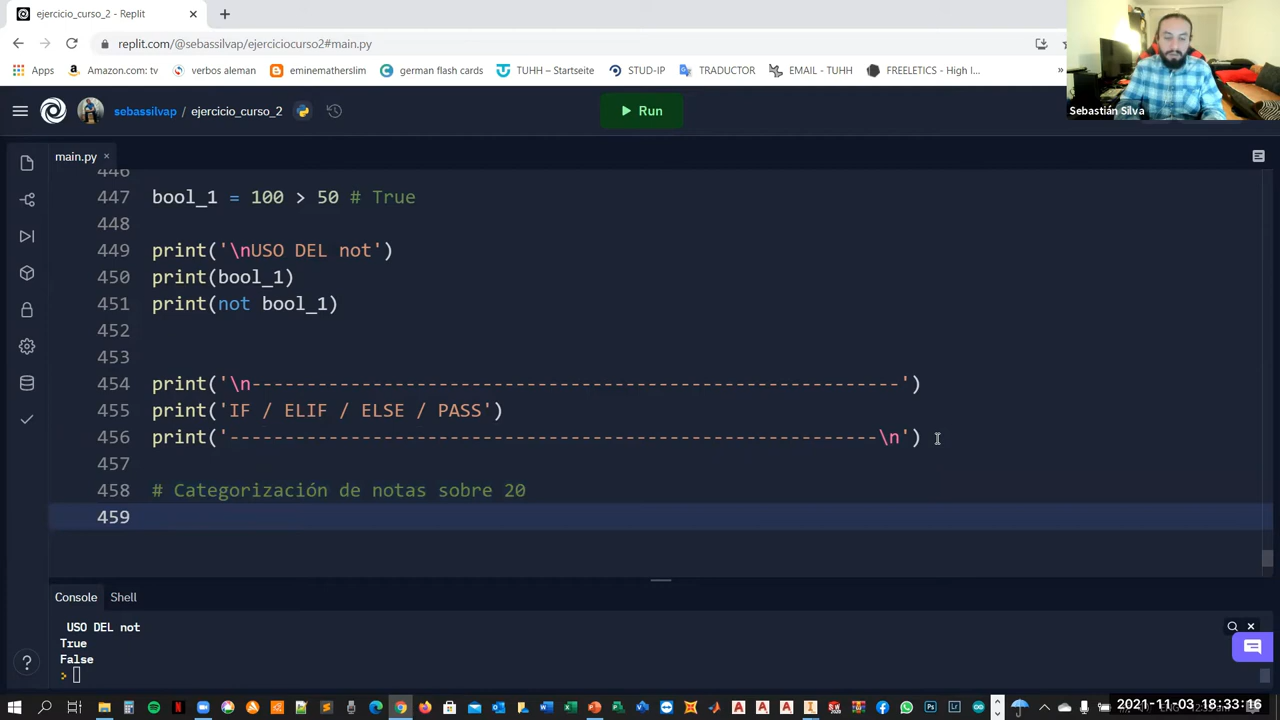 ejercicio_curso_2 - Replit
replit.com/@sebassilvap/ejerciciocurso2#main.py
Apps
Amazon.com: tv
verbos aleman
eminematherslim
german flash cards
TUHH – Startseite
STUD-IP
TRADUCTOR
EMAIL - TUHH
FREELETICS - High I...
»
Sebastián Silva
sebassilvap / ejercicio_curso_2
Run
main.py
446
447 bool_1 = 100 > 50 # True
448
449 print('\nUSO DEL not')
450 print(bool_1)
451 print(not bool_1)
452
453
454 print('\n-----------------------------------------------------------')
455 print('IF / ELIF / ELSE / PASS')
456 print('-----------------------------------------------------------\n')
457
458 # Categorización de notas sobre 20
459
Console
Shell
USO DEL not
True
False
2021-11-03 18:33:16